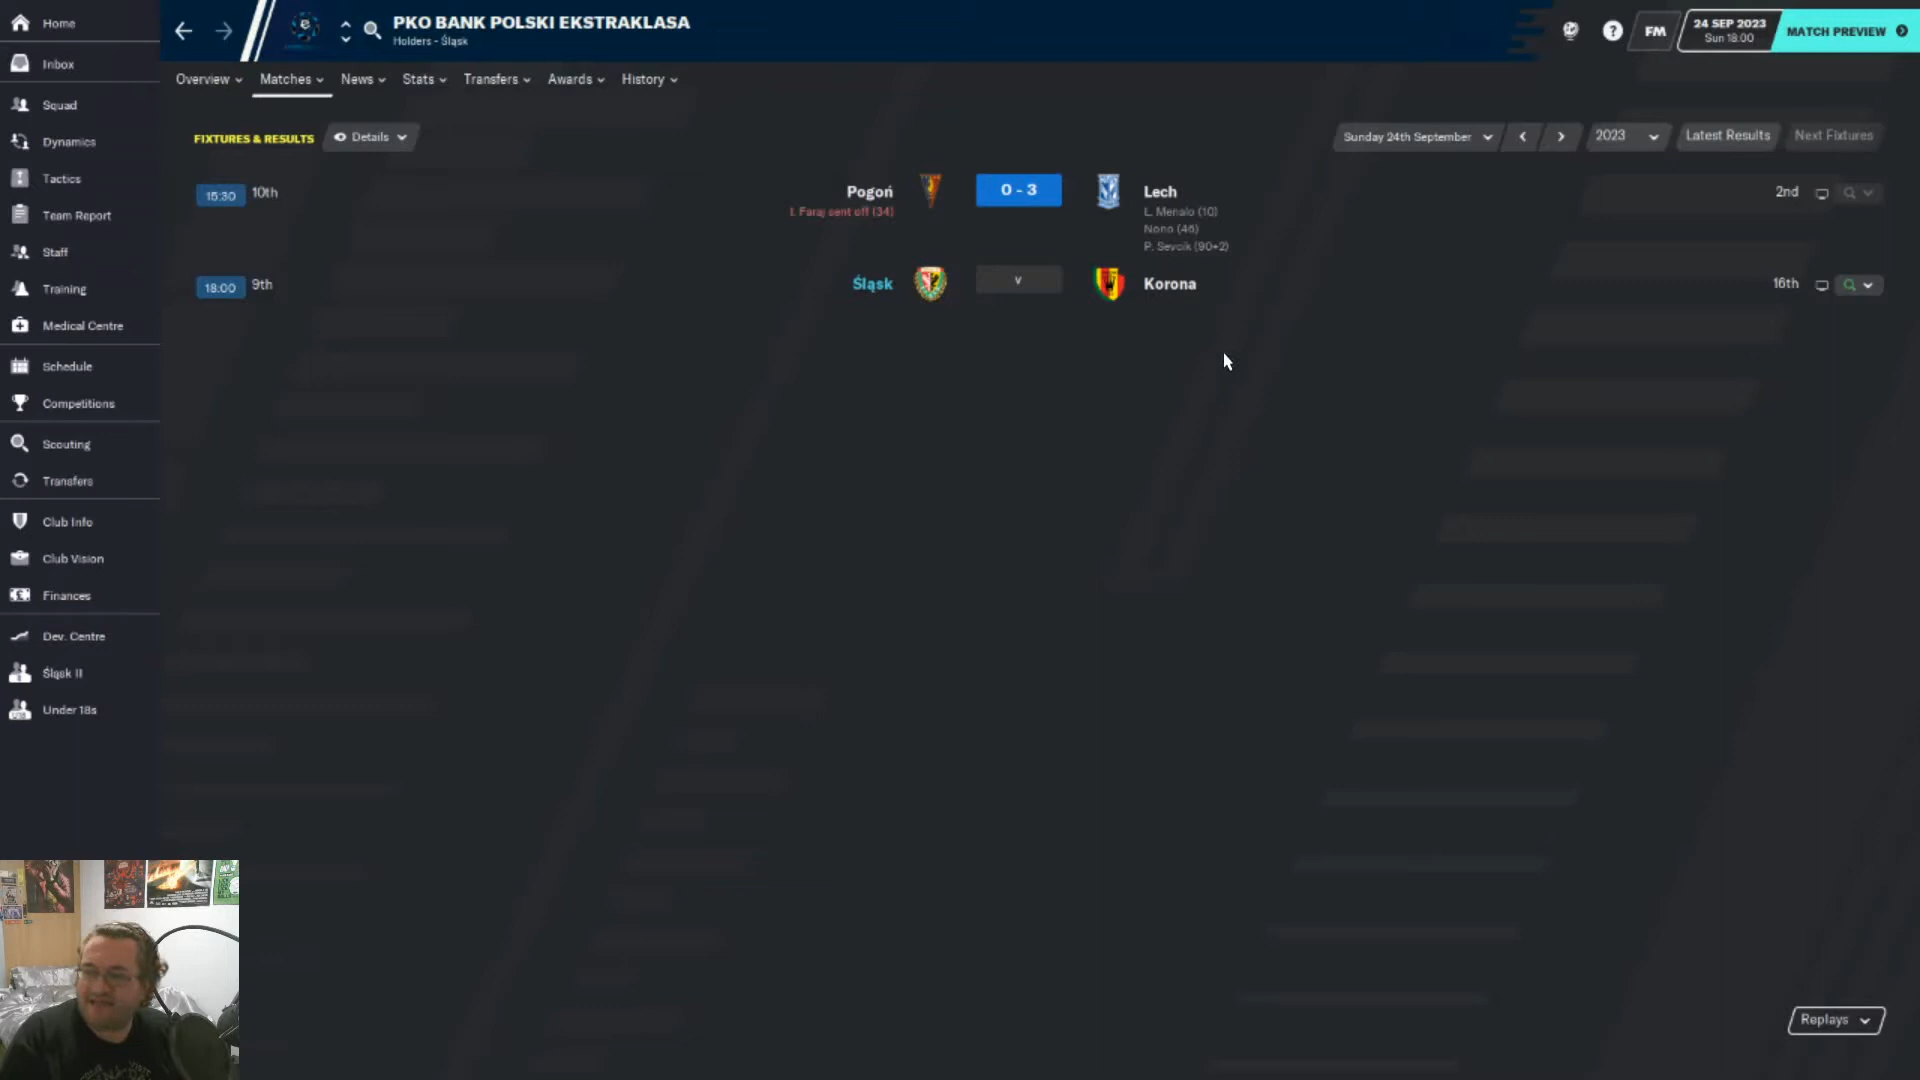 Home
Inbox
Squad
Dynamics
Tactics
Team Report
Staff
Training
Medical Centre
Schedule
Competitions
Scouting
Transfers
Club Info
Club Vision
Finances
Dev. Centre
Śląsk II
Under 18s
PKO BANK POLSKI EKSTRAKLASA
Holders - Śląsk
FM
24 SEP 2023
Sun 18:00
MATCH PREVIEW
Overview Matches News Stats Transfers Awards History
FIXTURES & RESULTS Details
Sunday 24th September 2023 Latest Results Next Fixtures
15:30 10th Pogoń 0 - 3 Lech 2nd
I. Faraj sent off (34) L. Menalo (10)
Nono (46)
P. Sevcik (90+2)
18:00 9th Śląsk v Korona 16th
Replays